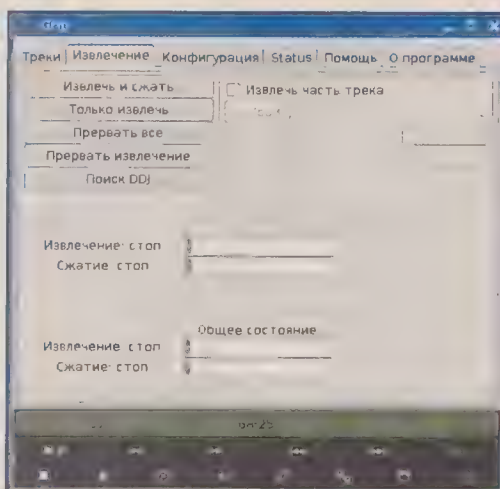 Треки Извлечение Конфигурация Status Помощь О программе
Извлечь и сжать
Извлечь часть трека
Только извлечь
Прервать все
Прервать извлечение
Поиск DDJ
Извлечение: стоп
Сжатие: стоп
Общее состояние
Извлечение: стоп
Сжатие: стоп